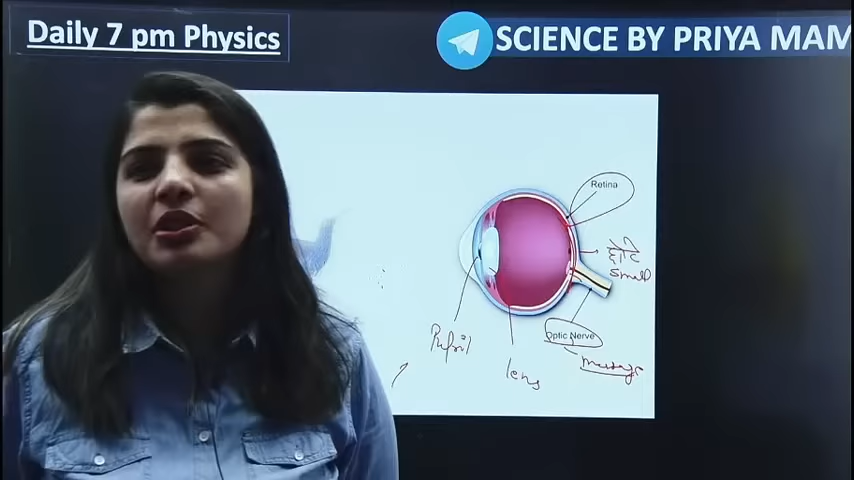 Daily 7 pm Physics
SCIENCE BY PRIYA MAM
Retina
small
Optic Nerve
Pupil
lens
message